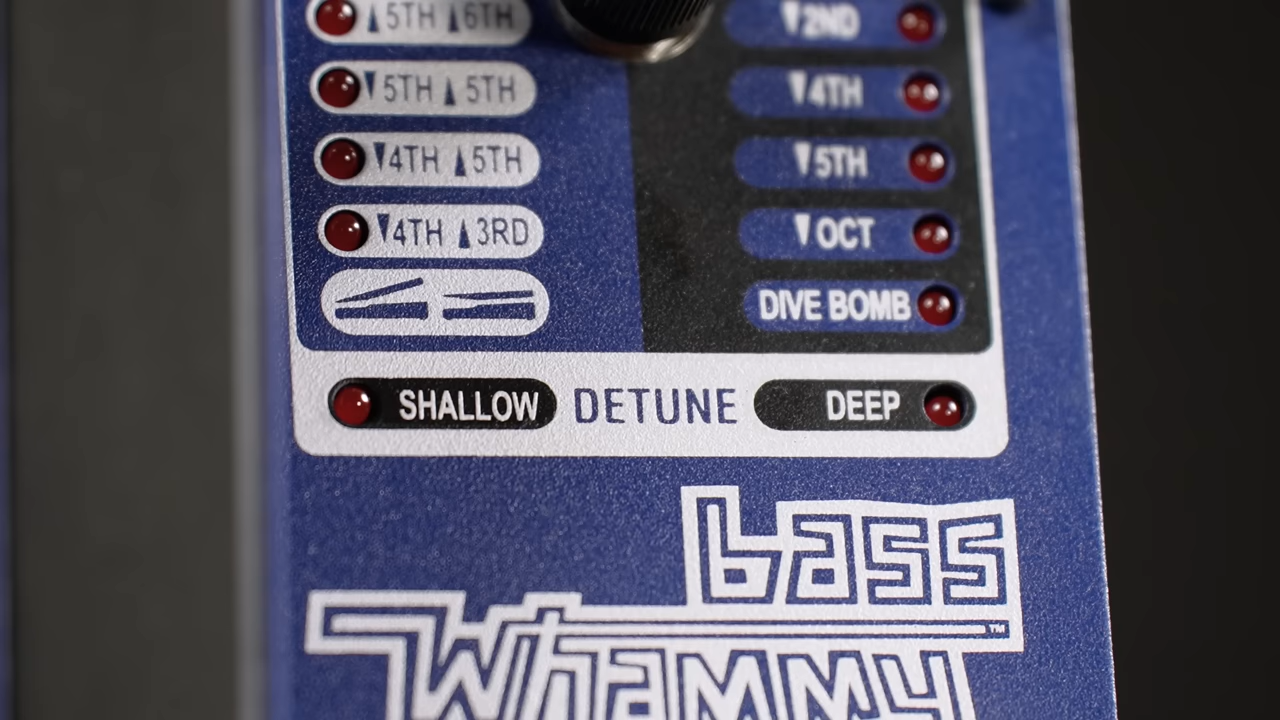 ▲5TH ▲6TH
▼5TH ▲5TH
▼4TH ▲5TH
▼4TH ▲3RD
▼2ND
▼4TH
▼5TH
▼OCT
DIVE BOMB
SHALLOW DETUNE DEEP
bass
Whammy™